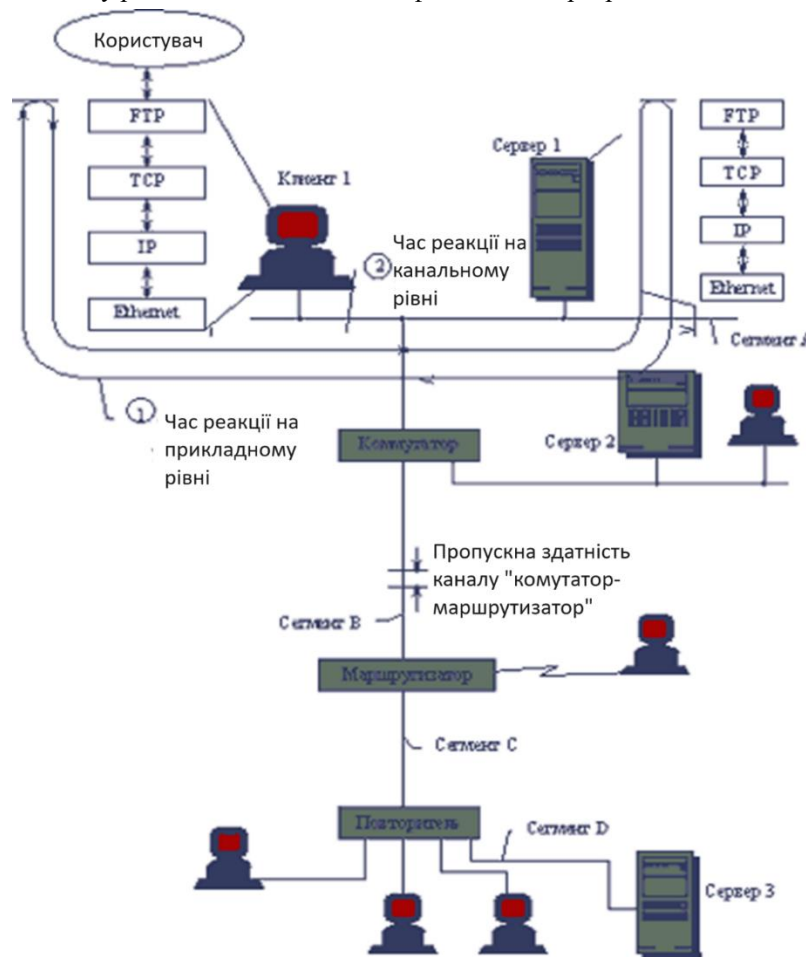 Користувач
FTP
TCP
IP
Ethernet
Клиент 1
2
Час реакції на
канальному
рівні
Сервер 1
FTP
TCP
IP
Ethernet
Сегмент A
1
Час реакції на
прикладному
рівні
Коммутатор
Сервер 2
Пропускна здатність
каналу "комутатор-
маршрутизатор"
Сегмент B
Маршрутизатор
Сегмент C
Повторитель
Сегмент D
Сервер 3